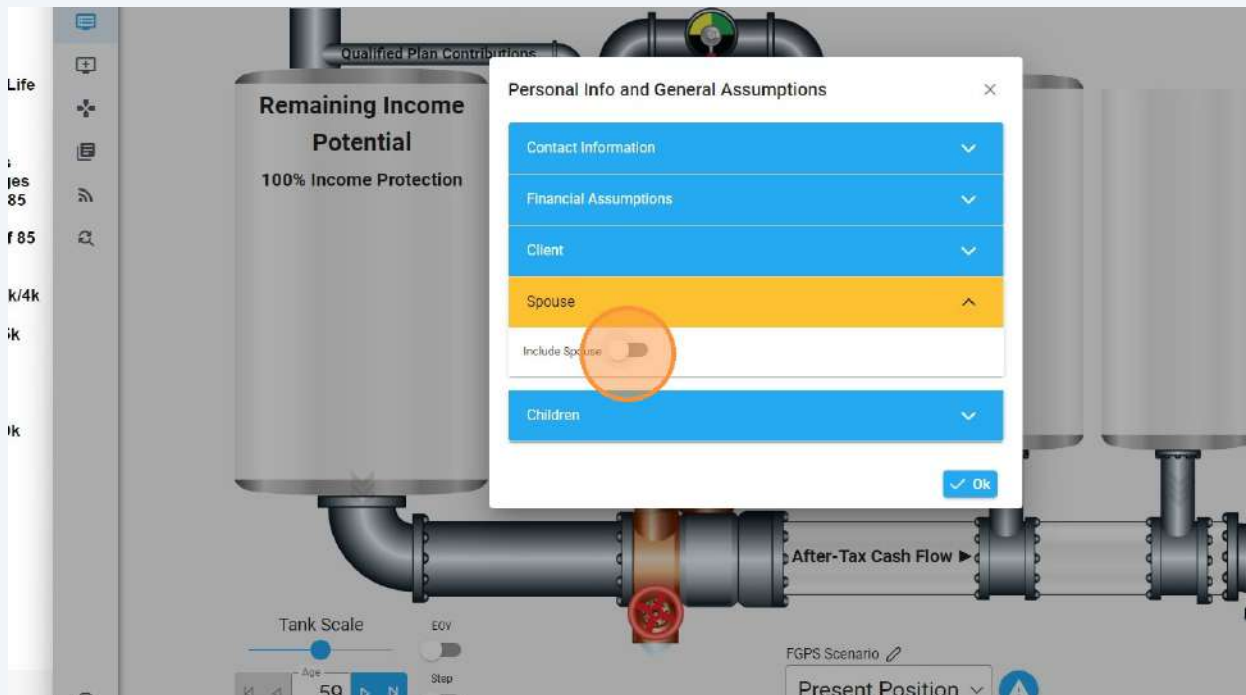 Life
85
f 85
k/4k
Qualified Plan Contributions
Remaining Income
Potential
100% Income Protection
Personal Info and General Assumptions
Contact Information
Financial Assumptions
Client
Spouse
Include Spouse
Children
Ok
After-Tax Cash Flow ►
Tank Scale
EOY
Age
59
Step
FGPS Scenario
Present Position